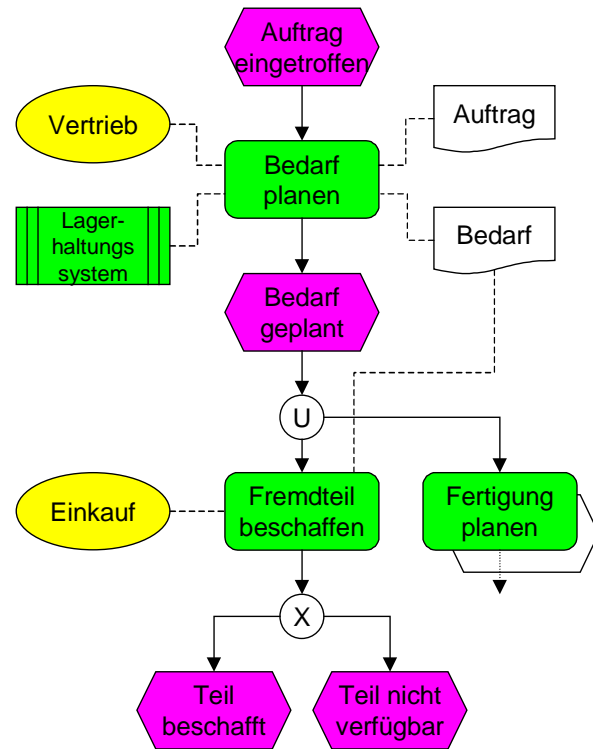 Auftrag
eingetroffen
Vertrieb
Auftrag
Bedarf
planen
Lager-
haltungs
system
Bedarf
Bedarf
geplant
U
Einkauf
Fremdteil
beschaffen
Fertigung
planen
X
Teil
beschafft
Teil nicht
verfügbar